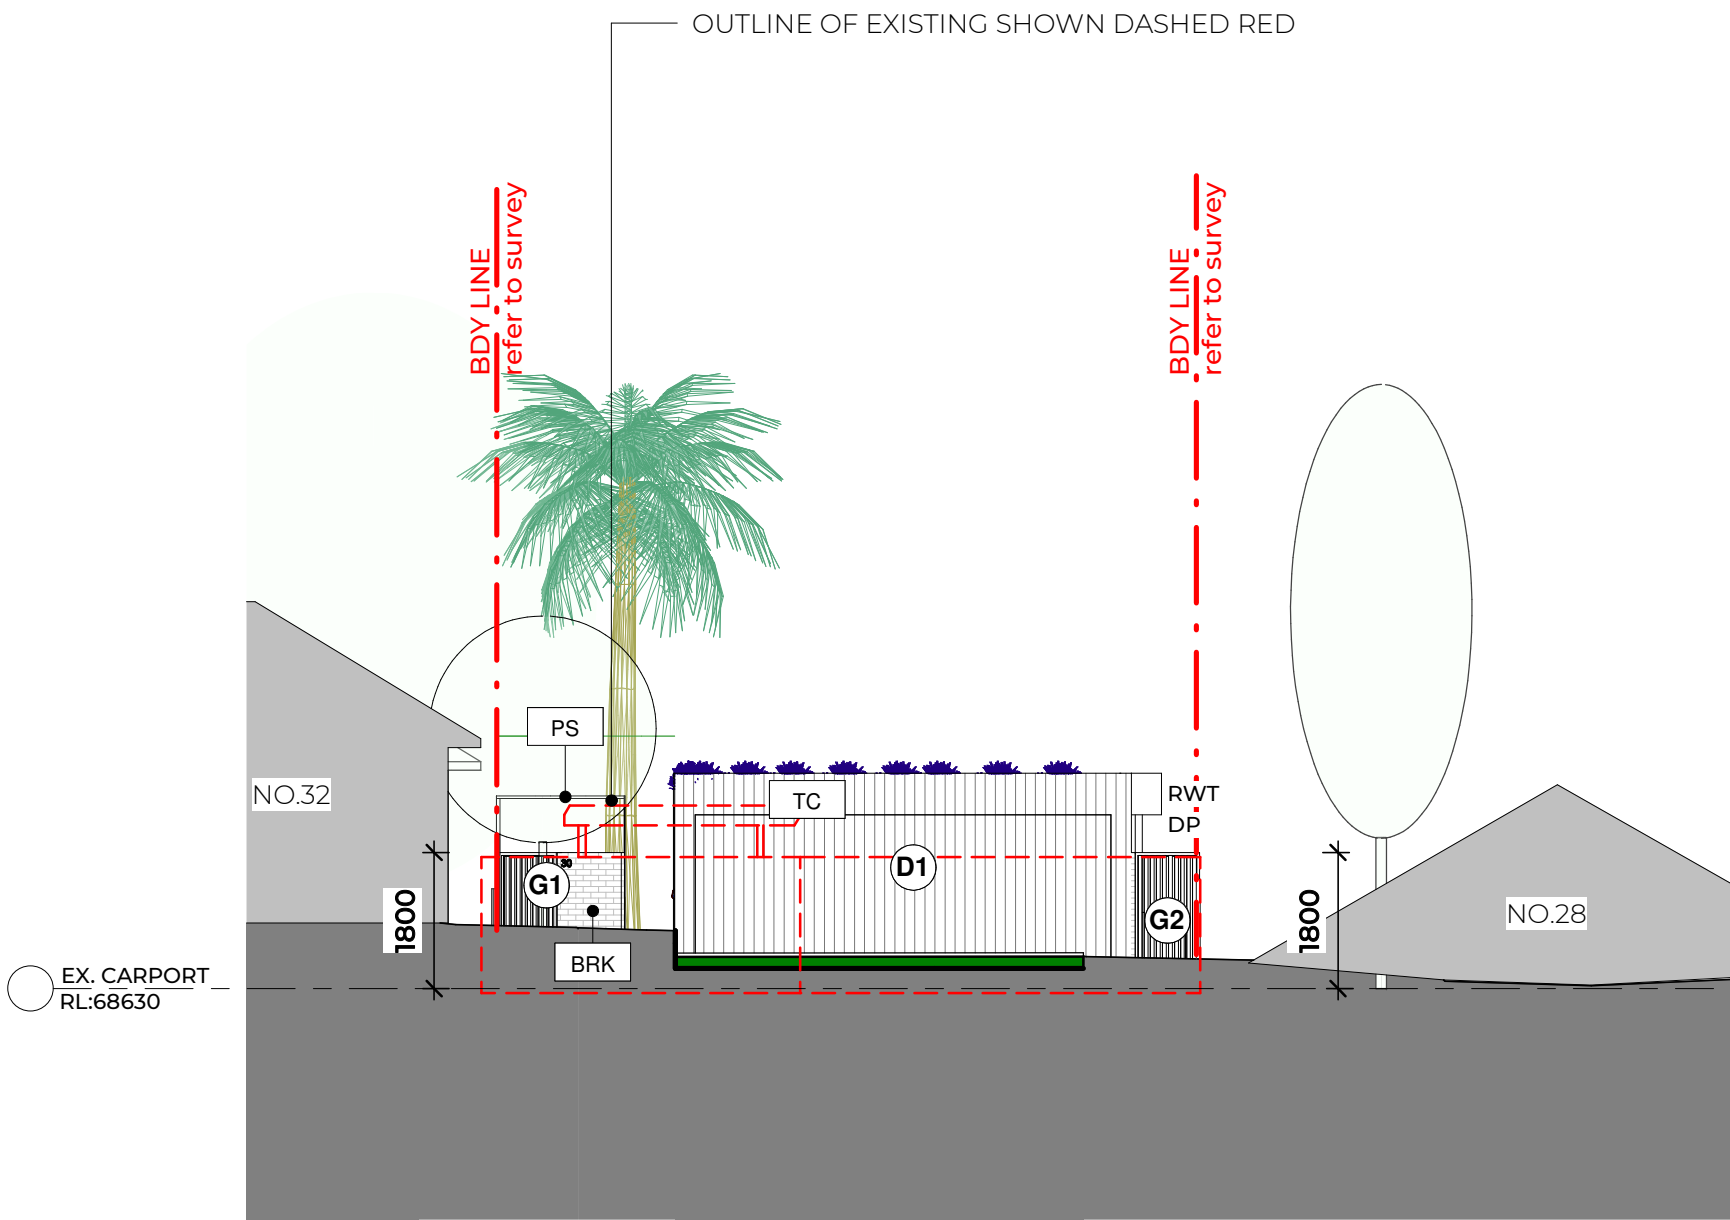 OUTLINE OF EXISTING SHOWN DASHED RED
BDY LINE
refer to survey
BDY LINE
refer to survey
PS
NO.32
TC
RWT
DP
30
G1
D1
G2
1800
1800
BRK
NO.28
EX. CARPORT
RL:68630